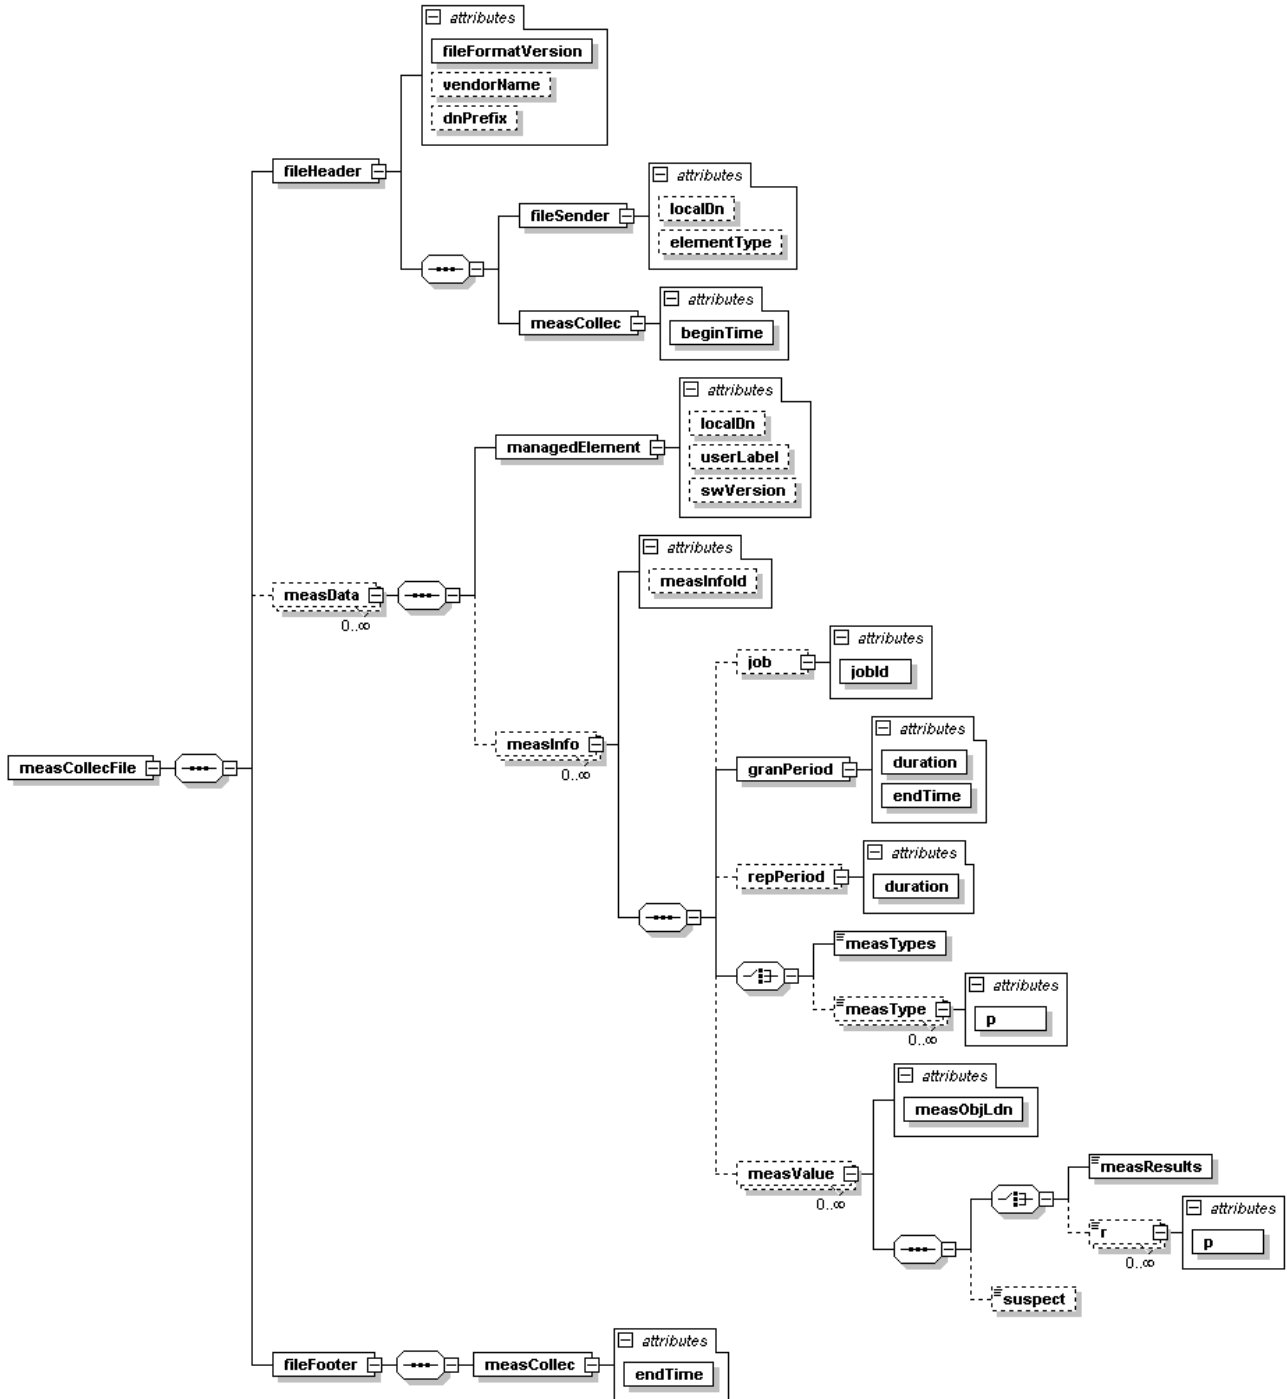 attributes
fileFormatVersion
vendorName
dnPrefix
fileHeader
attributes
localDn
elementType
fileSender
attributes
beginTime
measCollec
attributes
localDn
userLabel
swVersion
managedElement
attributes
measInfoId
measData
0..∞
attributes
jobId
job
measInfo
0..∞
attributes
duration
endTime
granPeriod
measCollecFile
attributes
duration
repPeriod
measTypes
attributes
p
measType
0..∞
attributes
measObjLdn
measValue
0..∞
measResults
attributes
p
r
0..∞
suspect
attributes
endTime
fileFooter
measCollec